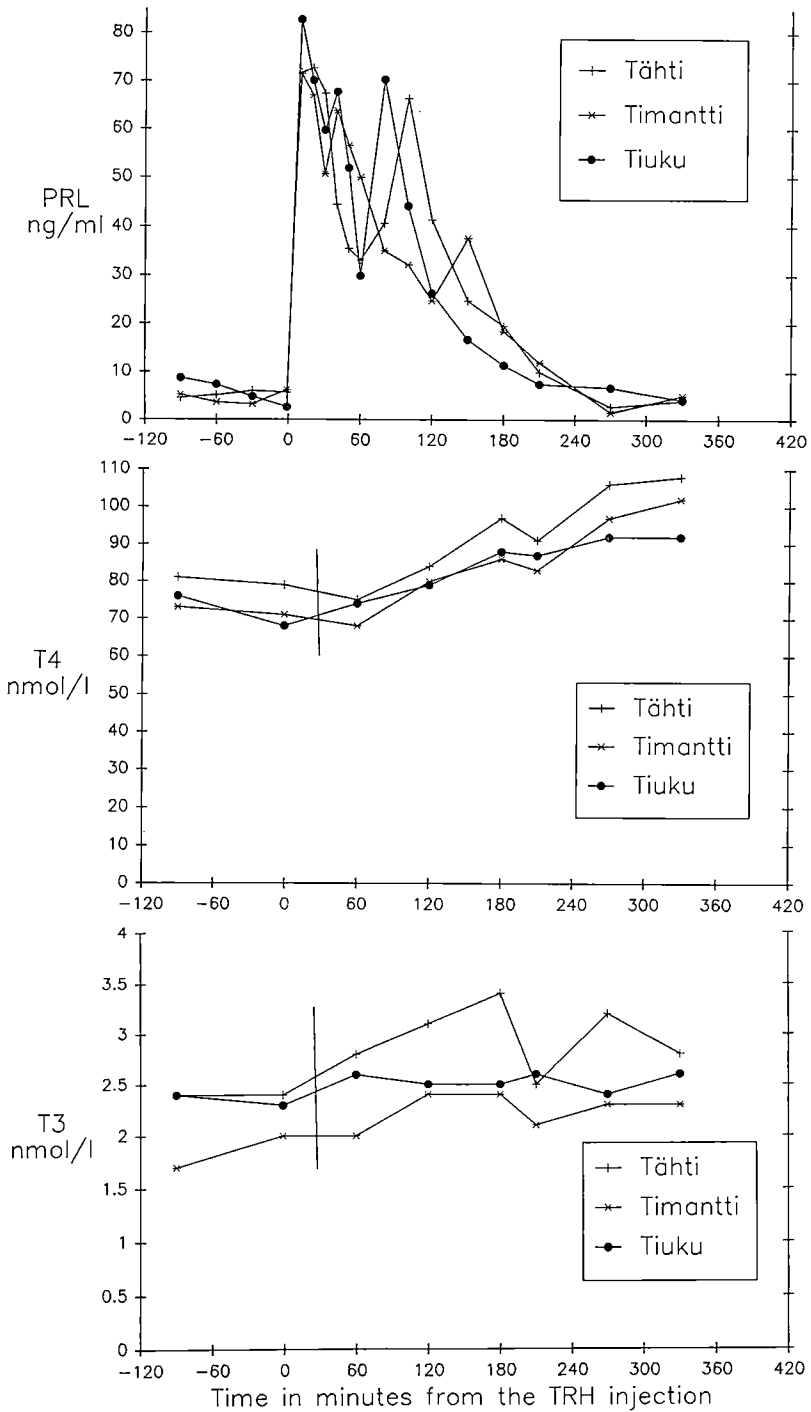 80
70
60
50
40
30
20
10
0
PRL
ng/ml
Tähti
Timantti
Tiuku
−120 −60 0 60 120 180 240 300 360 420
110
100
90
80
70
60
50
40
30
20
10
0
T4
nmol/l
Tähti
Timantti
Tiuku
−120 −60 0 60 120 180 240 300 360 420
4
3.5
3
2.5
2
1.5
1
0.5
0
T3
nmol/l
Tähti
Timantti
Tiuku
−120 −60 0 60 120 180 240 300 360 420
Time in minutes from the TRH injection